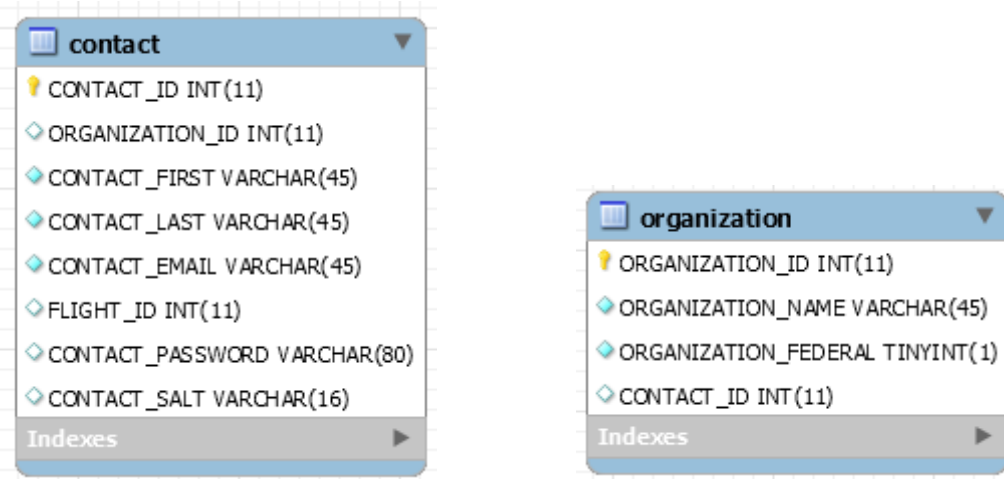 contact
CONTACT_ID INT(11)
ORGANIZATION_ID INT(11)
CONTACT_FIRST VARCHAR(45)
CONTACT_LAST VARCHAR(45)
CONTACT_EMAIL VARCHAR(45)
FLIGHT_ID INT(11)
CONTACT_PASSWORD VARCHAR(80)
CONTACT_SALT VARCHAR(16)
Indexes
organization
ORGANIZATION_ID INT(11)
ORGANIZATION_NAME VARCHAR(45)
ORGANIZATION_FEDERAL TINYINT(1)
CONTACT_ID INT(11)
Indexes